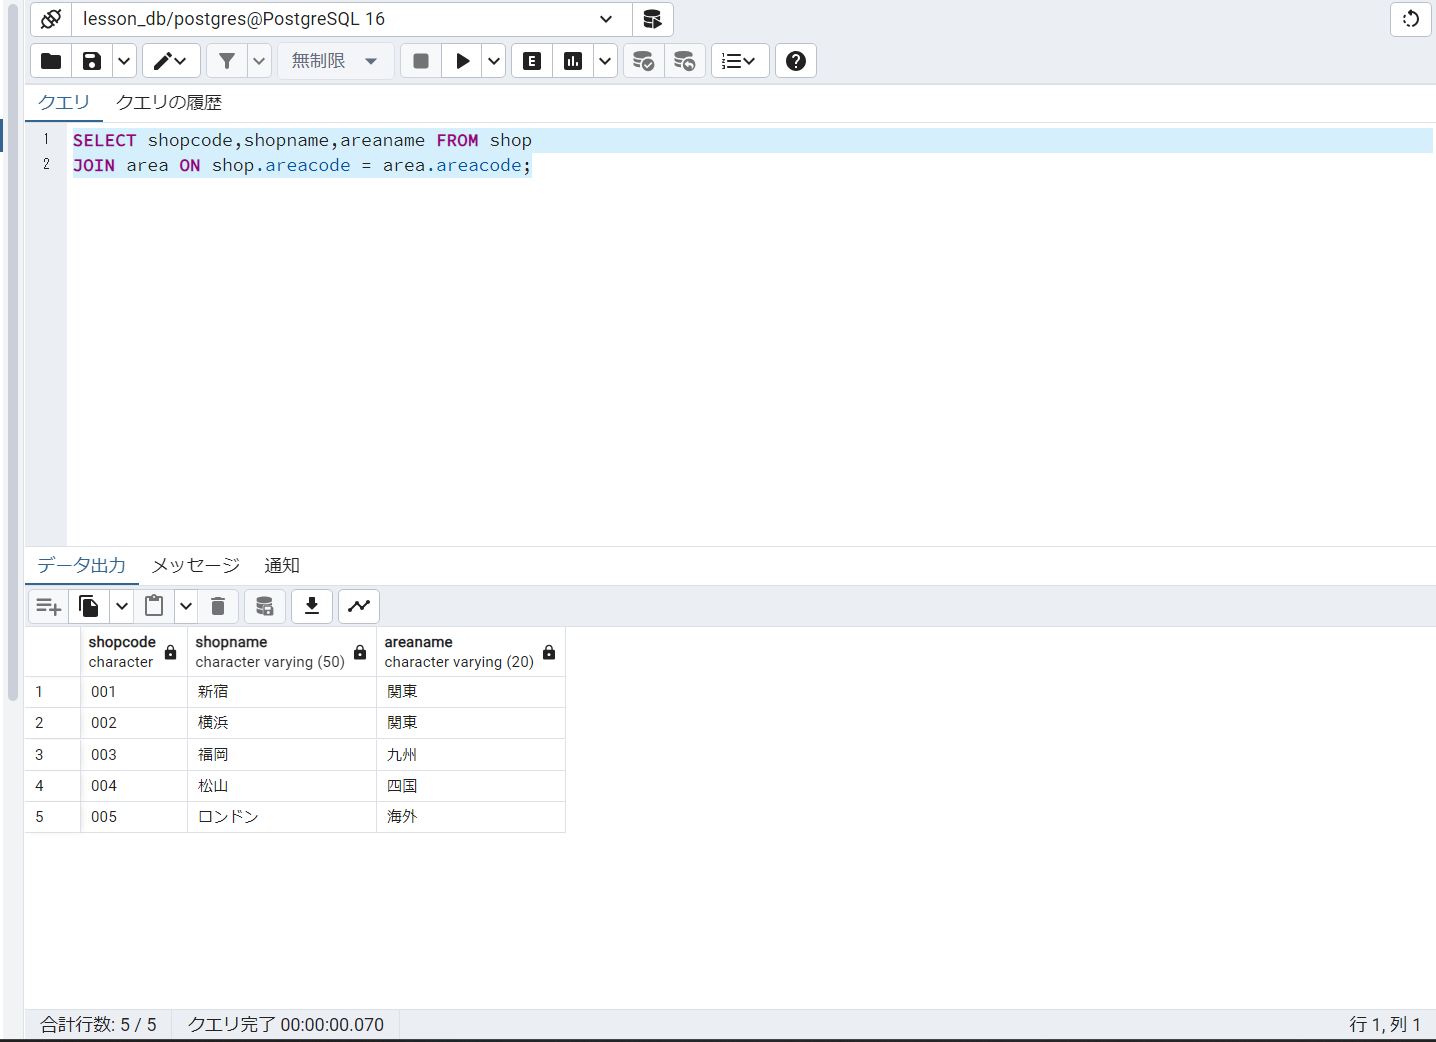 lesson_db/postgres@PostgreSQL 16
無制限
E
クエリ クエリの履歴
1 SELECT shopcode,shopname,areaname FROM shop
2 JOIN area ON shop.areacode = area.areacode;
データ出力 メッセージ 通知
shopcode shopname areaname
character character varying (50) character varying (20)
1 001 新宿 関東
2 002 横浜 関東
3 003 福岡 九州
4 004 松山 四国
5 005 ロンドン 海外
合計行数: 5 / 5 クエリ完了 00:00:00.070 行 1, 列 1